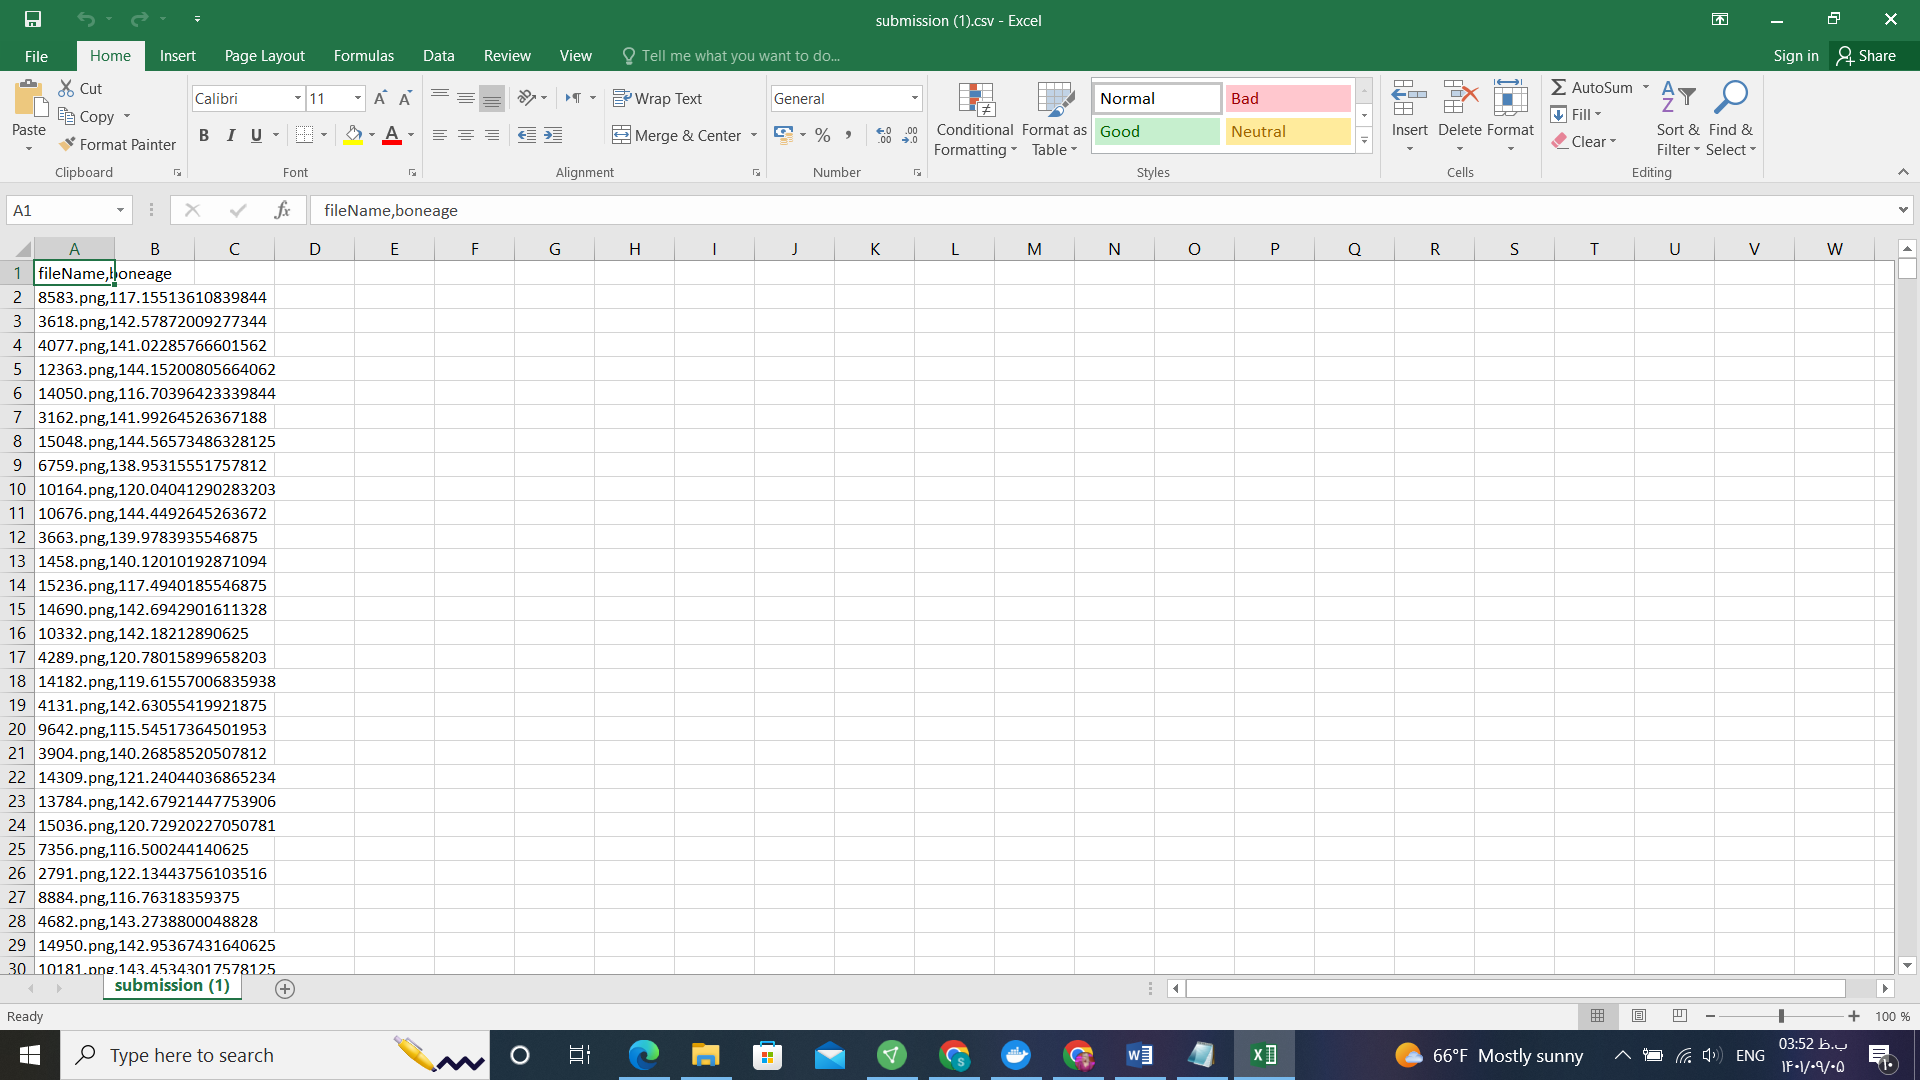 submission (1).csv - Excel
File Home Insert Page Layout Formulas Data Review View Tell me what you want to do... Sign in Share
Paste Cut Copy Format Painter Clipboard
Calibri 11 B I U A Font
Wrap Text Merge & Center Alignment
General % Number
Conditional Formatting Format as Table Normal Bad Good Neutral Styles
Insert Delete Format Cells
AutoSum Fill Clear Sort & Filter Find & Select Editing
A1 fx fileName,boneage
A B C D E F G H I J K L M N O P Q R S T U V W
1 fileName,boneage
2 8583.png,117.15513610839844
3 3618.png,142.57872009277344
4 4077.png,141.02285766601562
5 12363.png,144.15200805664062
6 14050.png,116.70396423339844
7 3162.png,141.99264526367188
8 15048.png,144.56573486328125
9 6759.png,138.95315551757812
10 10164.png,120.04041290283203
11 10676.png,144.4492645263672
12 3663.png,139.9783935546875
13 1458.png,140.12010192871094
14 15236.png,117.4940185546875
15 14690.png,142.6942901611328
16 10332.png,142.18212890625
17 4289.png,120.78015899658203
18 14182.png,119.61557006835938
19 4131.png,142.63055419921875
20 9642.png,115.54517364501953
21 3904.png,140.26858520507812
22 14309.png,121.24044036865234
23 13784.png,142.67921447753906
24 15036.png,120.72920227050781
25 7356.png,116.500244140625
26 2791.png,122.13443756103516
27 8884.png,116.76318359375
28 4682.png,143.2738800048828
29 14950.png,142.95367431640625
30 10181.png,143.45343017578125
submission (1)
Ready 100 %
Type here to search 66°F Mostly sunny ENG 03:52 ب.ظ
۱۴۰۱/۰۹/۰۵